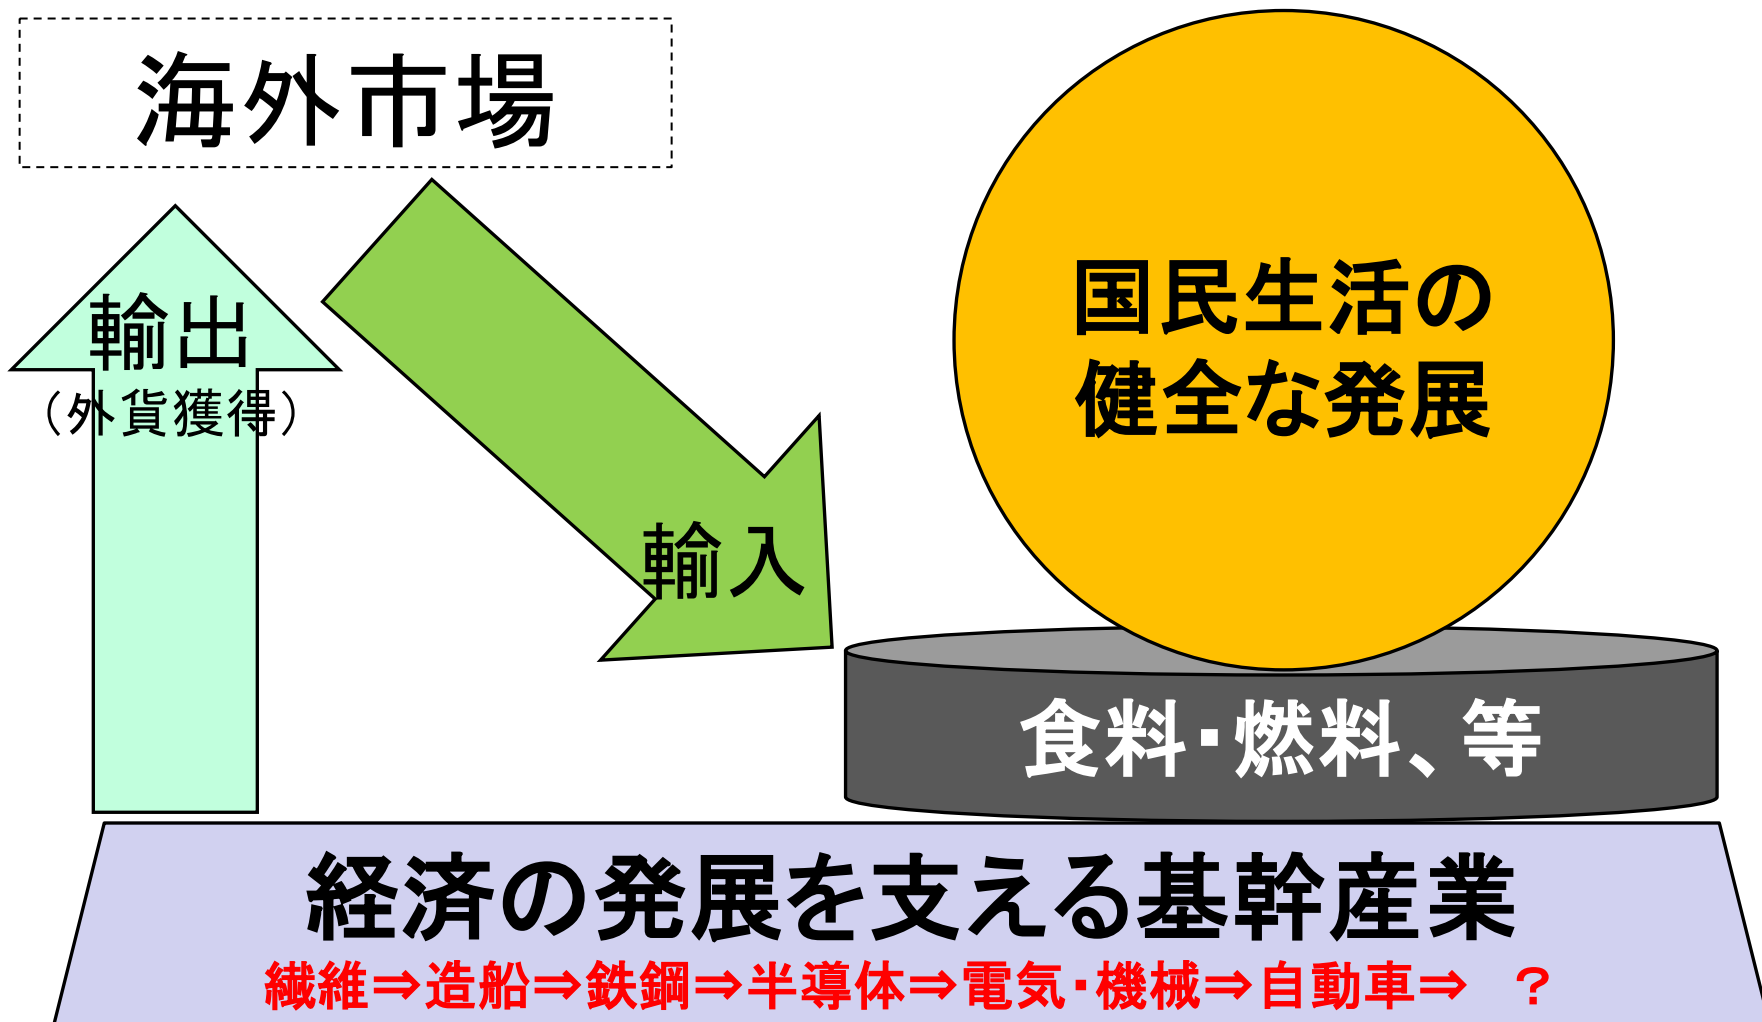 海外市場
輸出
（外貨獲得）
輸入
国民生活の
健全な発展
食料・燃料、等
経済の発展を支える基幹産業
繊維⇒造船⇒鉄鋼⇒半導体⇒電気・機械⇒自動車⇒　？